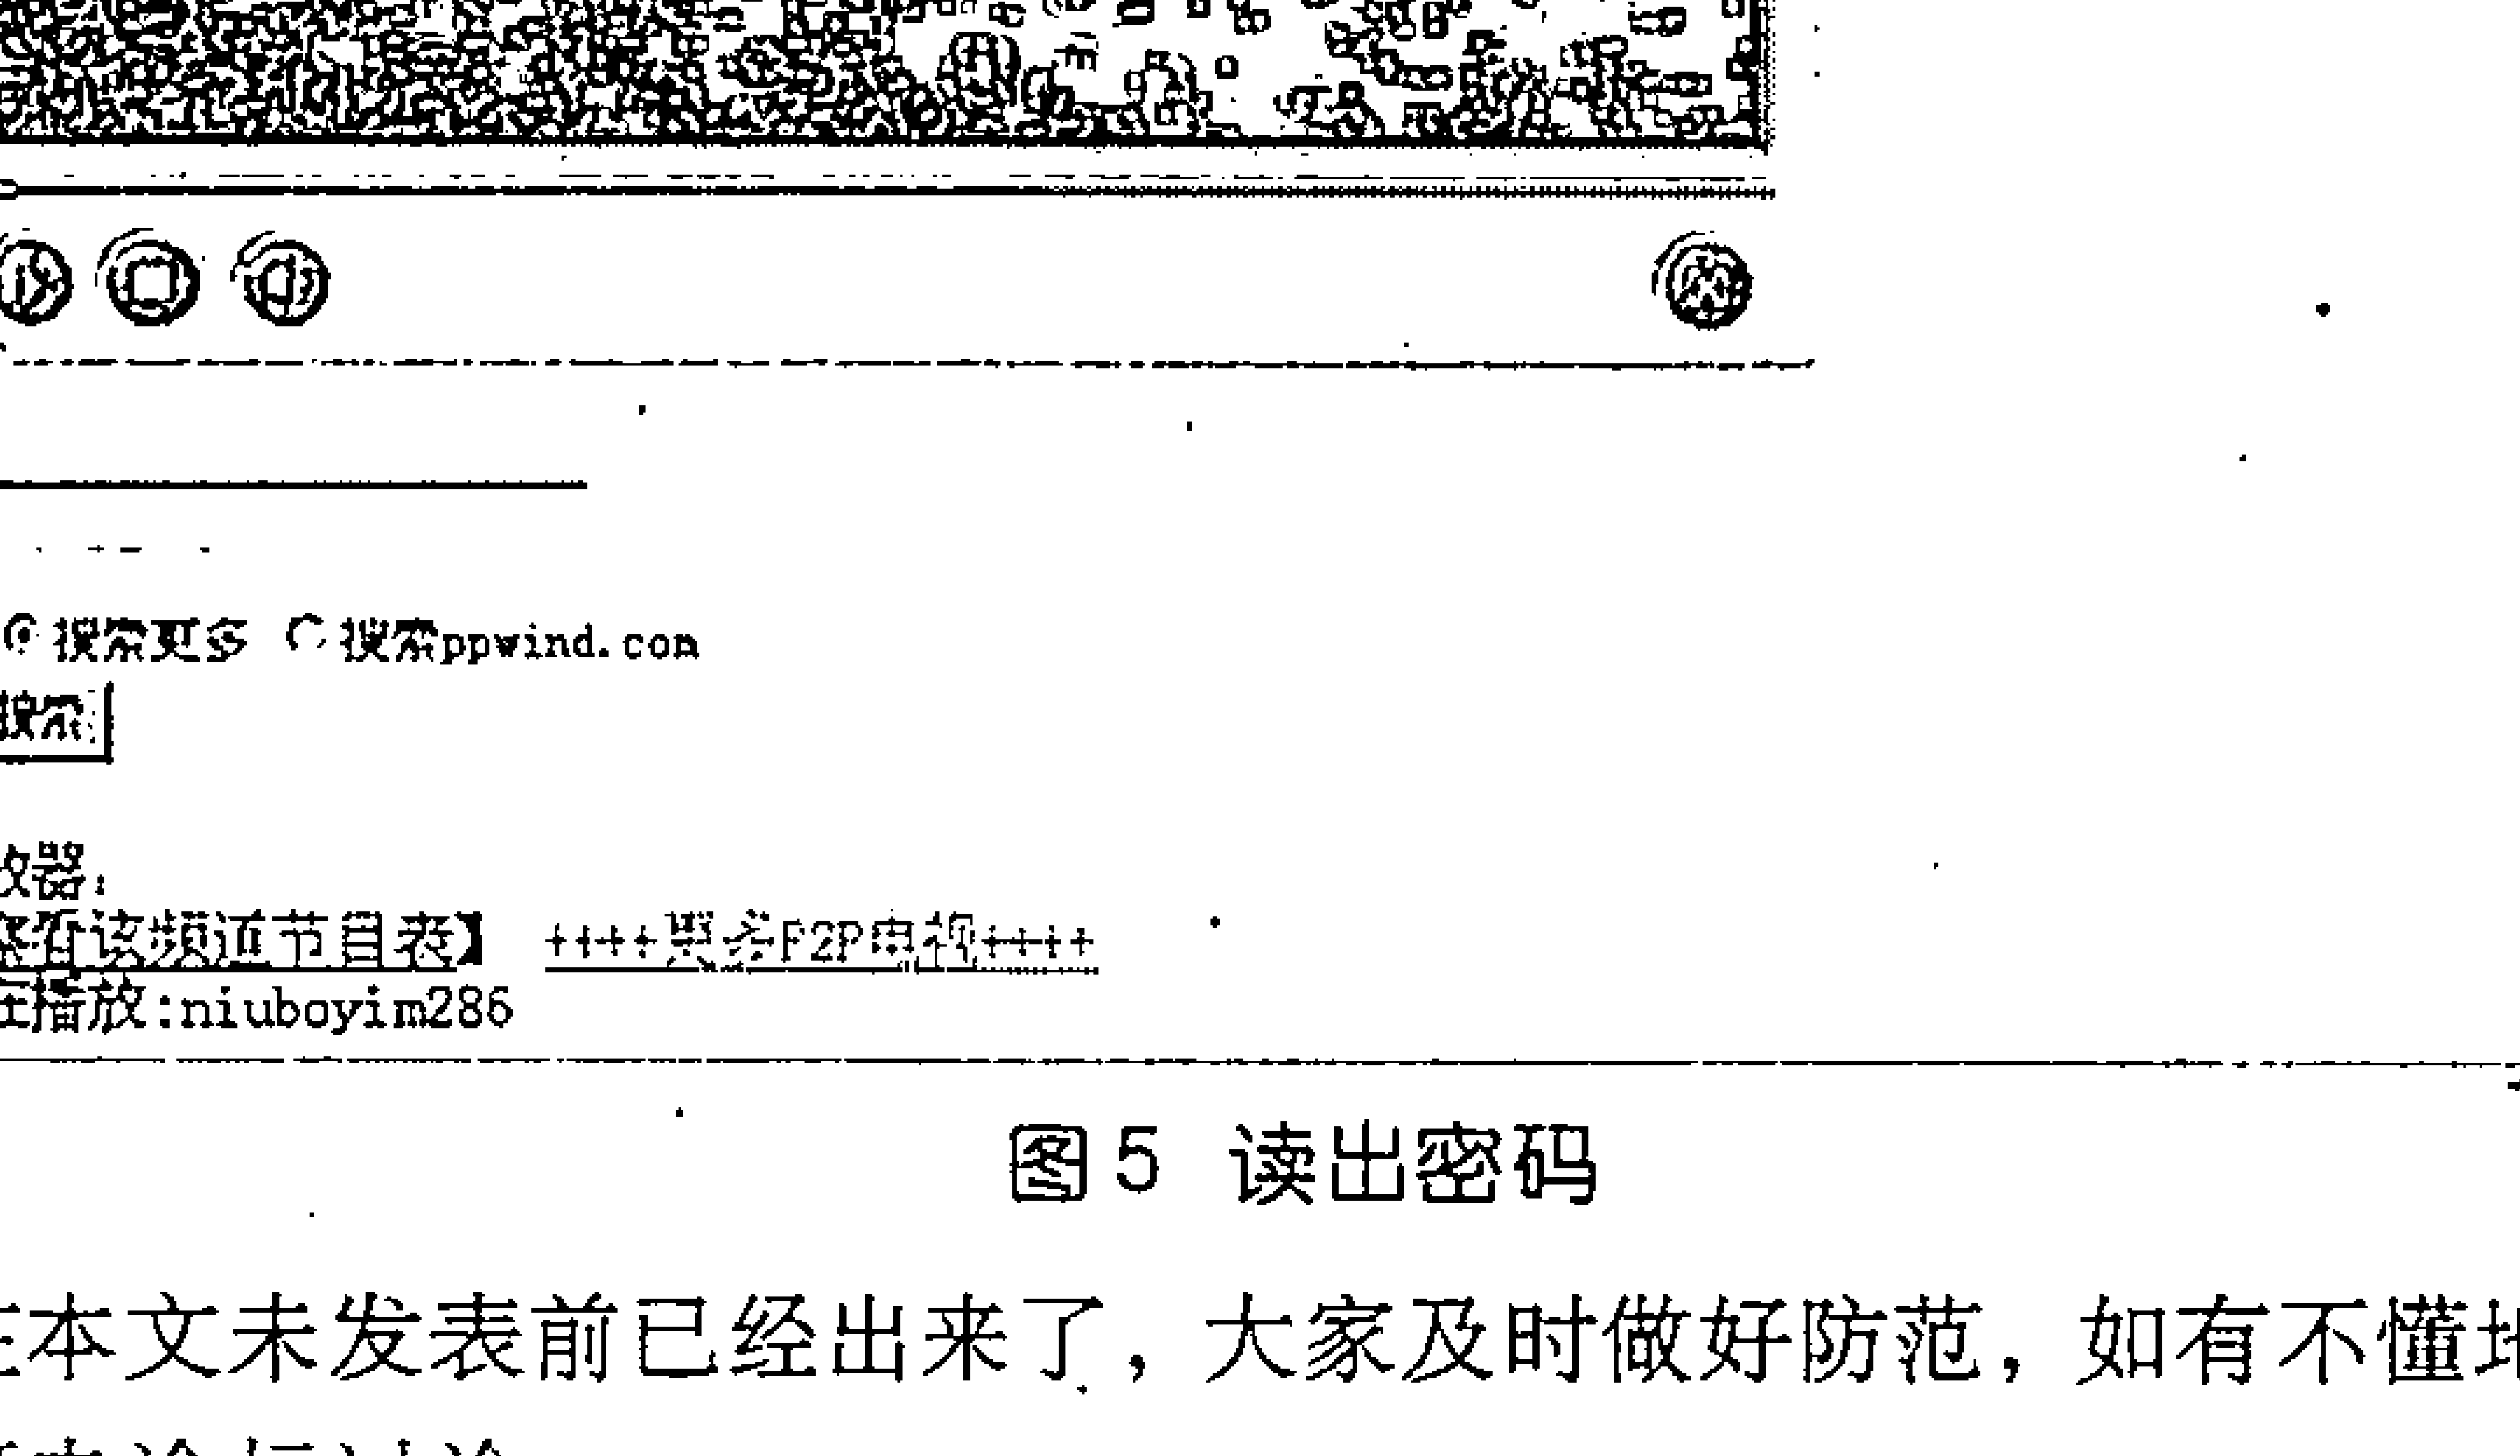 搜索更多 搜索ppwind.com
搜索
放器:
查看该频道节目表】 ++++更多P2P电视++++
在播放:niuboyim286
图 5 读出密码
在本文未发表前已经出来了，大家及时做好防范，如有不懂地